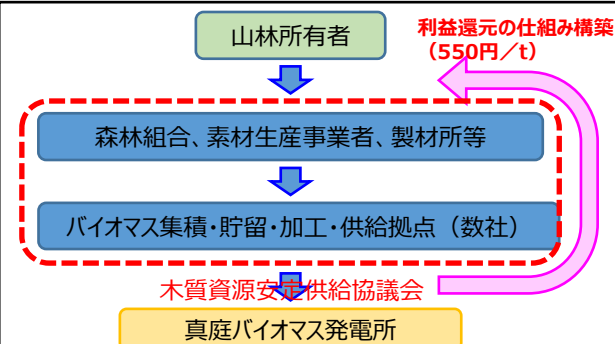 山林所有者
利益還元の仕組み構築
（550円／t）
森林組合、素材生産事業者、製材所等
バイオマス集積・貯留・加工・供給拠点（数社）
木質資源安定供給協議会
真庭バイオマス発電所